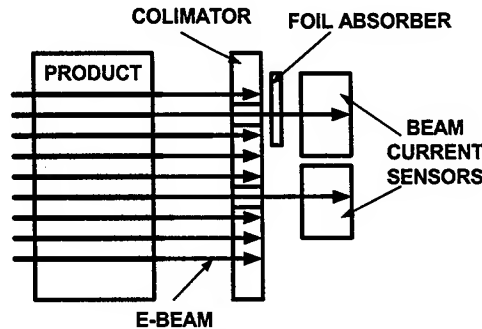 COLIMATOR
FOIL ABSORBER
PRODUCT
BEAM
CURRENT
SENSORS
E-BEAM